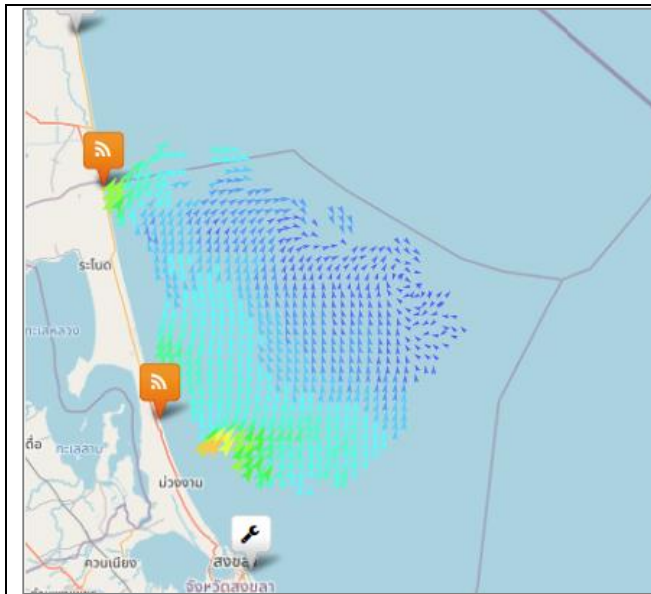 ระโนด
ทะเลหลวง
ทะเลสาบ
ม่วงงาม
ควนเนียง
สงขลา
จังหวัดสงขลา